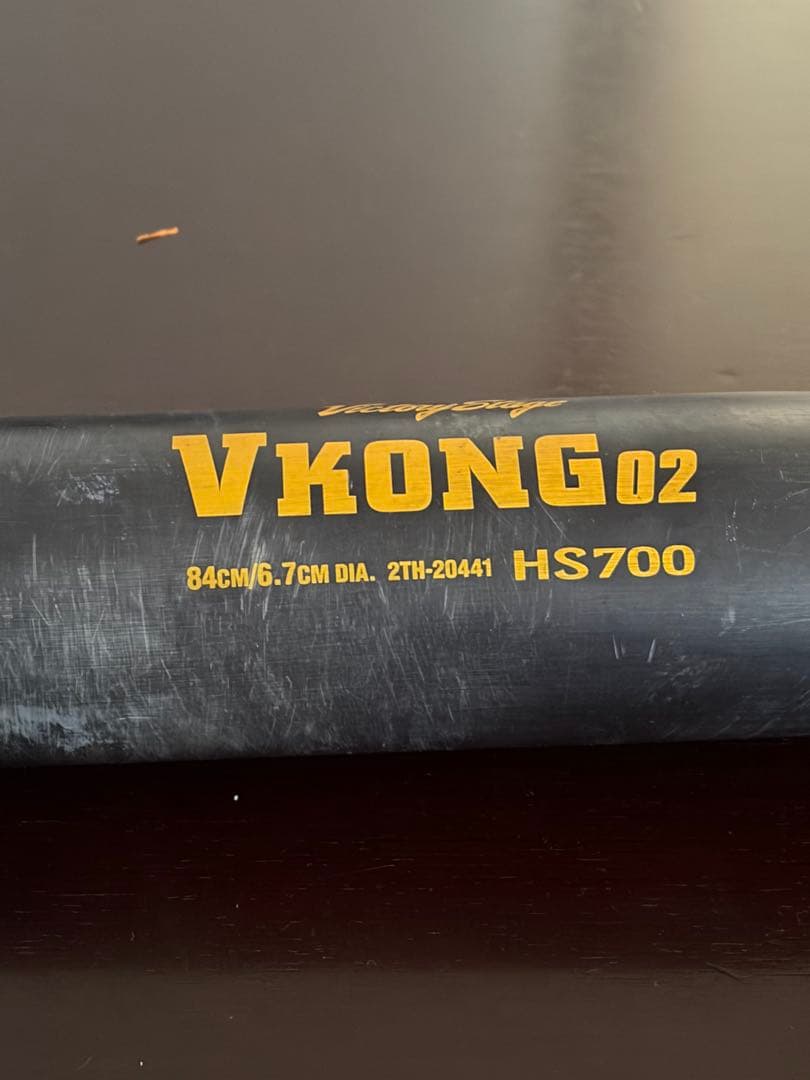 Victory Stage
VKONG02
84CM/6.7CM DIA. 2TH-20441 HS700